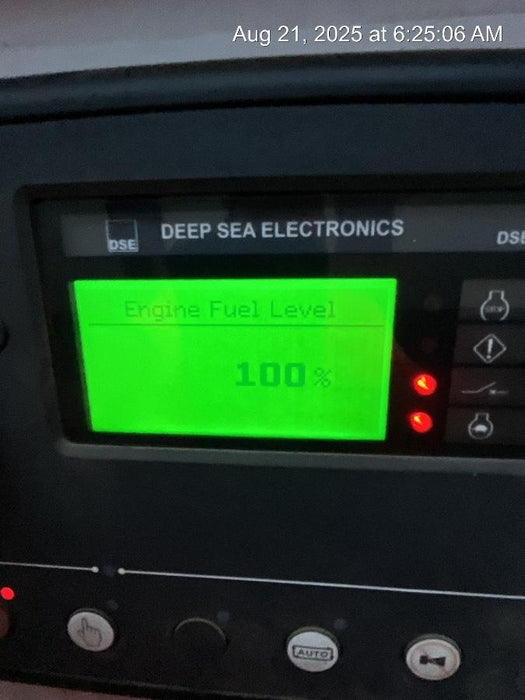 Aug 21, 2025 at 6:25:06 AM
DSE
DEEP SEA ELECTRONICS
DSE
Engine Fuel Level
100%
AUTO